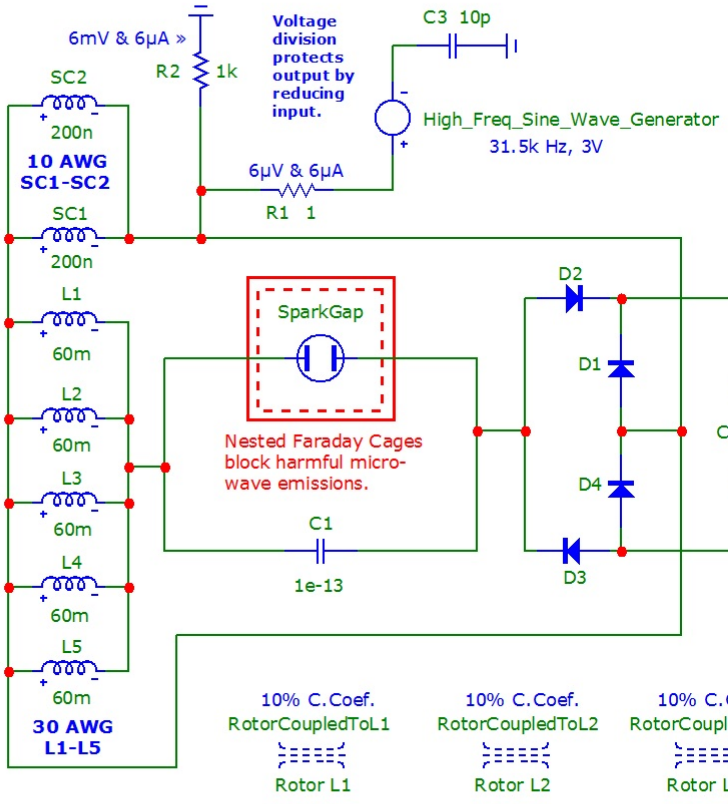 6mV & 6µA »
R2
1k
Voltage
division
protects
output by
reducing
input.
C3 10p
-
High_Freq_Sine_Wave_Generator
+
31.5k Hz, 3V
SC2
+ -
200n
10 AWG
SC1-SC2
6µV & 6µA
R1 1
SC1
+ -
200n
L1
+ -
60m
L2
+ -
60m
L3
+ -
60m
L4
+ -
60m
L5
+ -
60m
30 AWG
L1-L5
SparkGap
Nested Faraday Cages
block harmful micro-
wave emissions.
C1
1e-13
D2
D1
D4
D3
10% C.Coef.
RotorCoupledToL1
Rotor L1
10% C.Coef.
RotorCoupledToL2
Rotor L2
10% C.
Rotor